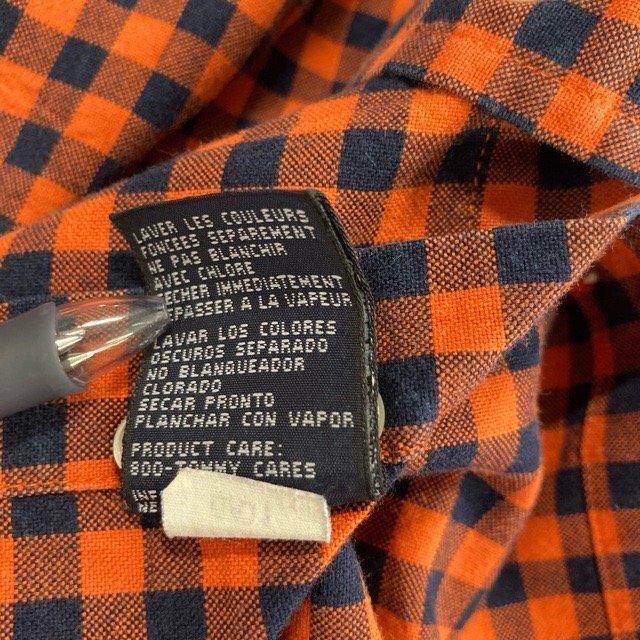 LAVER LES COULEURS
FONCEES SEPAREMENT
NE PAS BLANCHIR
AVEC CHLORE
SECHER IMMEDIATEMENT
REPASSER A LA VAPEUR
LAVAR LOS COLORES
OSCUROS SEPARADO
NO BLANQUEADOR
CLORADO
SECAR PRONTO
PLANCHAR CON VAPOR
PRODUCT CARE:
800-TOMMY CARES